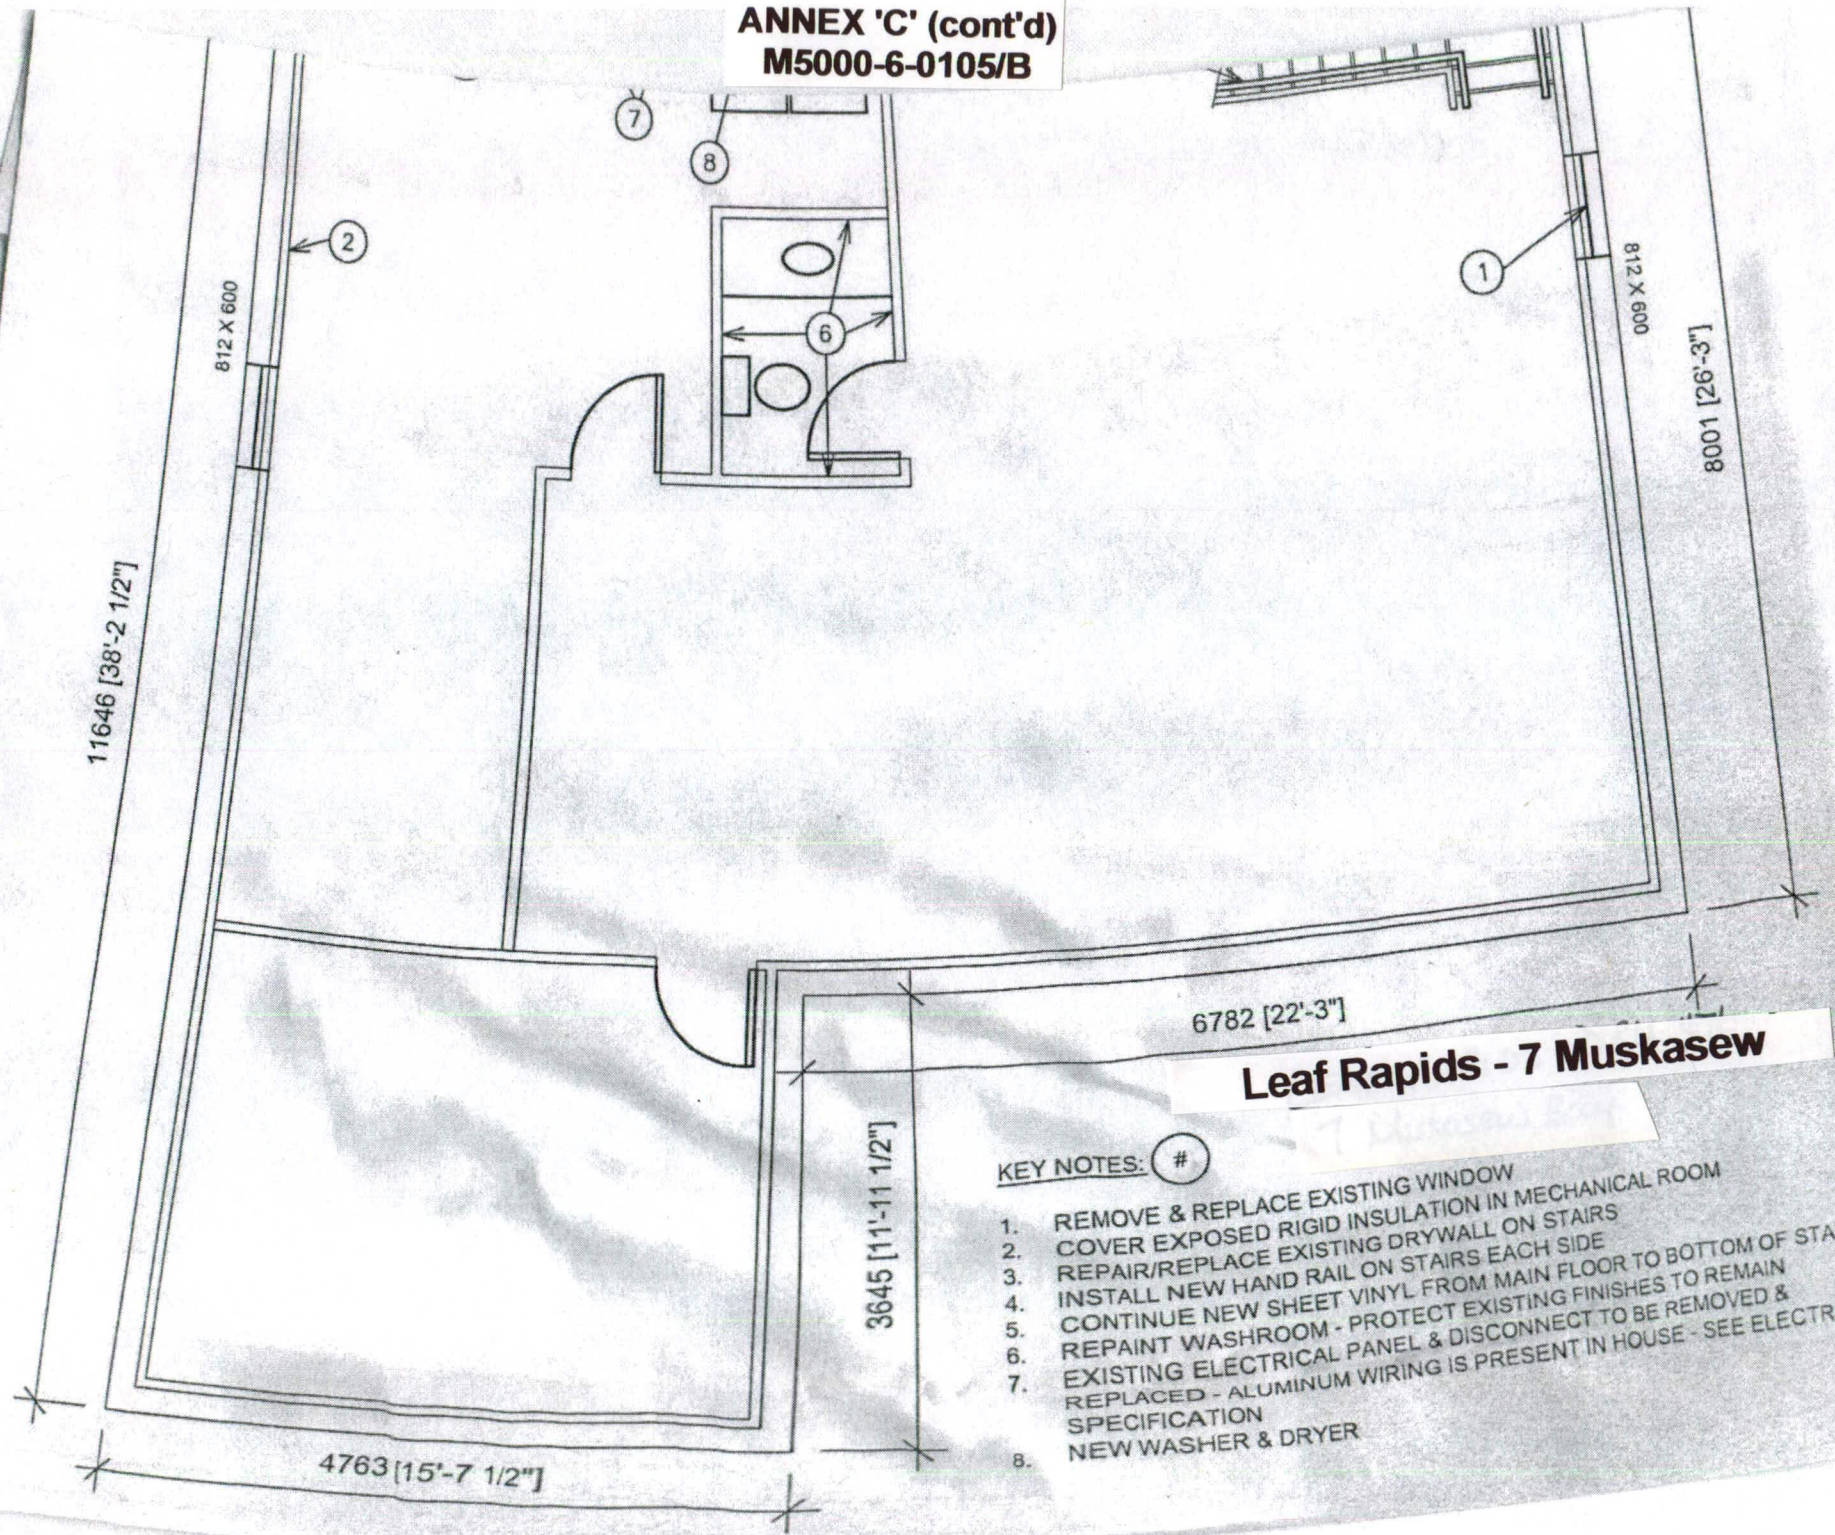 ANNEX 'C' (cont'd)
M5000-6-0105/B
7
8
2
1
6
812 X 600
812 X 600
8001 [26'-3"]
11646 [38'-2 1/2"]
6782 [22'-3"]
Leaf Rapids - 7 Muskasew
3645 [11'-11 1/2"]
4763 [15'-7 1/2"]
KEY NOTES: #
1. REMOVE & REPLACE EXISTING WINDOW
2. COVER EXPOSED RIGID INSULATION IN MECHANICAL ROOM
3. REPAIR/REPLACE EXISTING DRYWALL ON STAIRS
4. INSTALL NEW HAND RAIL ON STAIRS EACH SIDE
5. CONTINUE NEW SHEET VINYL FROM MAIN FLOOR TO BOTTOM OF STA
6. REPAINT WASHROOM - PROTECT EXISTING FINISHES TO REMAIN
7. EXISTING ELECTRICAL PANEL & DISCONNECT TO BE REMOVED &
REPLACED - ALUMINUM WIRING IS PRESENT IN HOUSE - SEE ELECTR
SPECIFICATION
8. NEW WASHER & DRYER